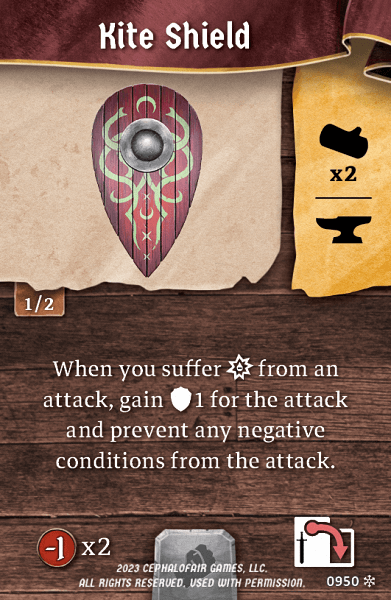 Kite Shield
x2
1/2
When you suffer from an
attack, gain 1 for the attack
and prevent any negative
conditions from the attack.
-1 x2
2023 CEPHALOFAIR GAMES, LLC.
ALL RIGHTS RESERVED. USED WITH PERMISSION.
0950